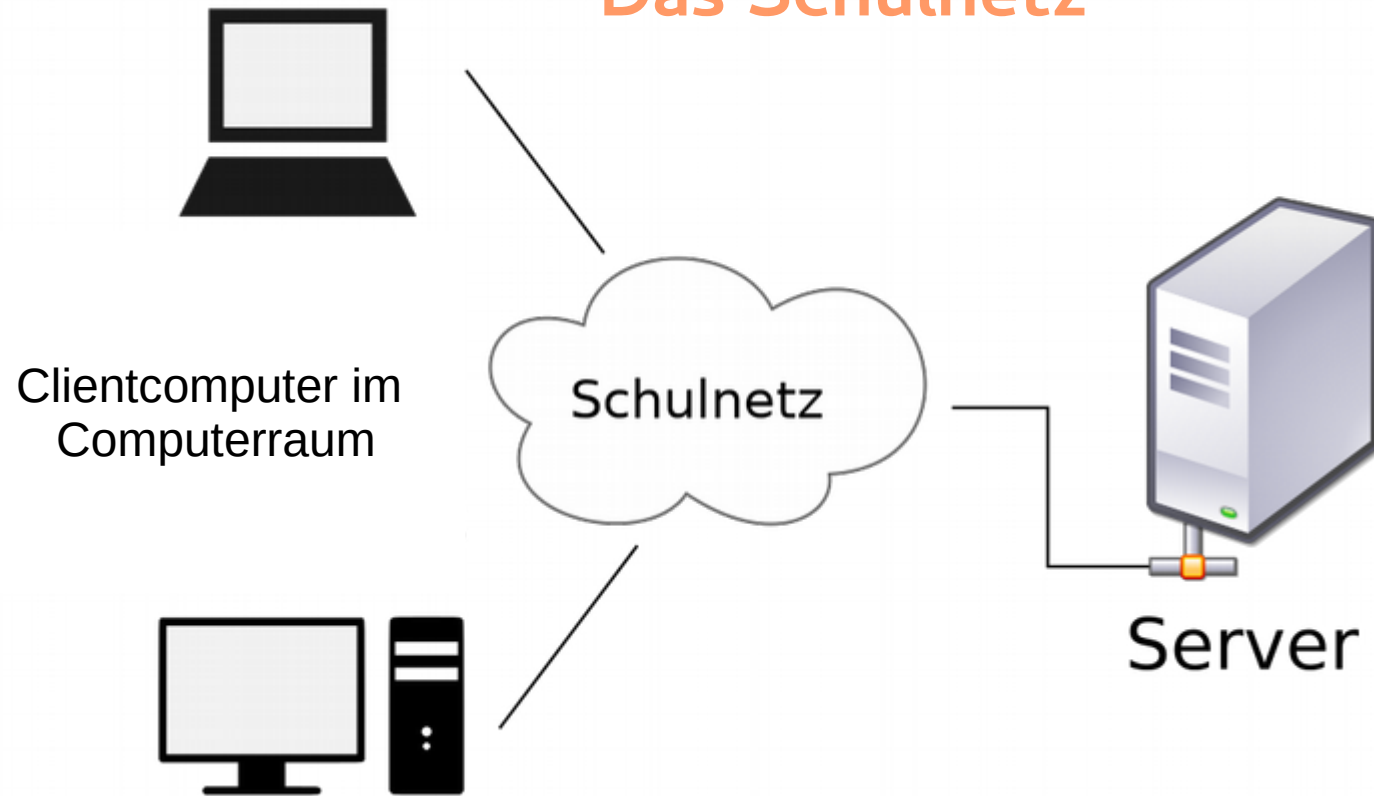 Das Schulnetz
Clientcomputer im
Computerraum
Schulnetz
Server